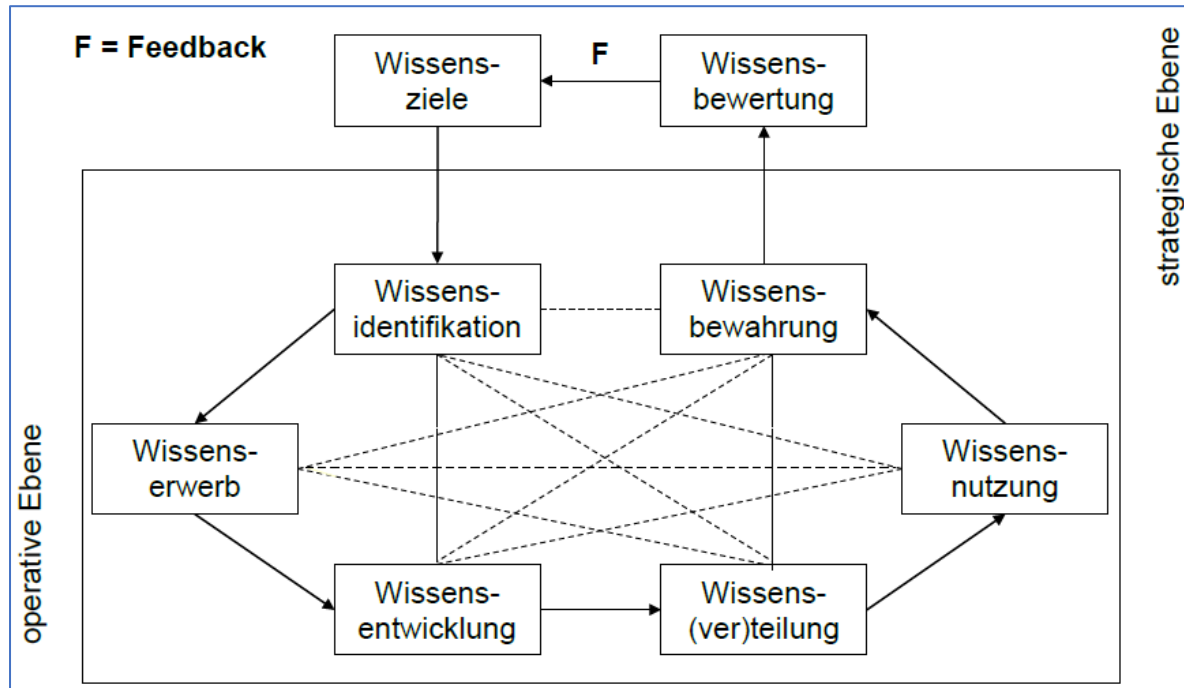 F = Feedback
Wissens-
ziele
F
Wissens-
bewertung
strategische Ebene
Wissens-
identifikation
Wissens-
bewahrung
Wissens-
erwerb
Wissens-
nutzung
operative Ebene
Wissens-
entwicklung
Wissens-
(ver)teilung